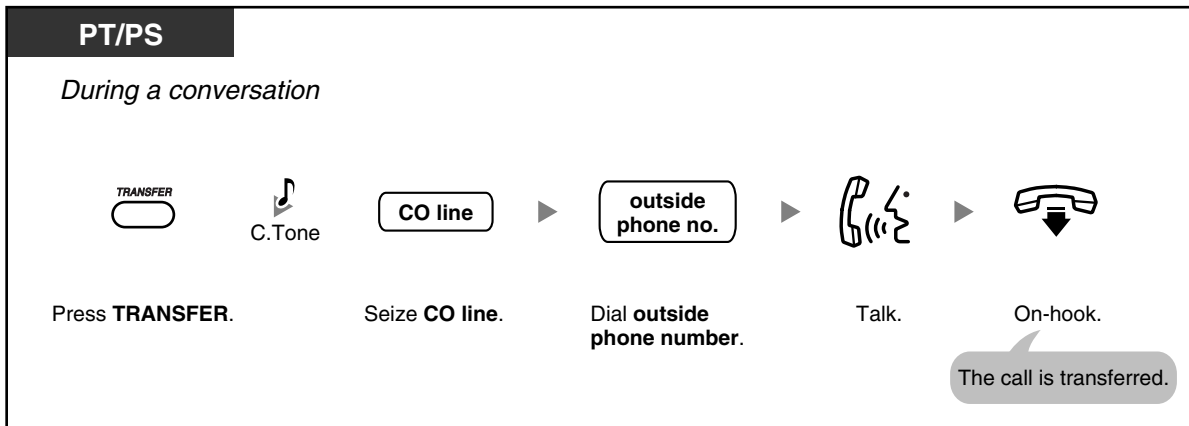 PT/PS
During a conversation
TRANSFER
C.Tone
CO line
outside
phone no.
Press TRANSFER.
Seize CO line.
Dial outside
phone number.
Talk.
On-hook.
The call is transferred.